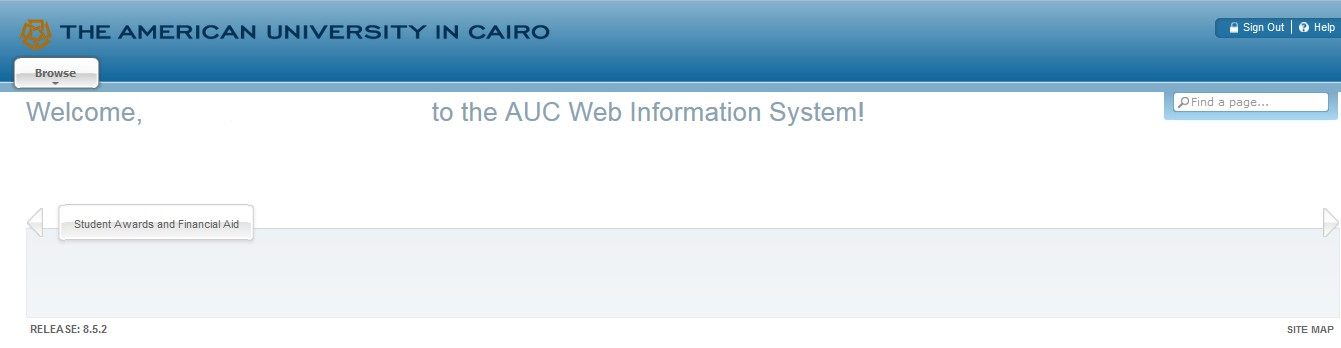 THE AMERICAN UNIVERSITY IN CAIRO
Sign Out | Help
Browse
Welcome, to the AUC Web Information System!
Find a page...
Student Awards and Financial Aid
RELEASE: 8.5.2
SITE MAP